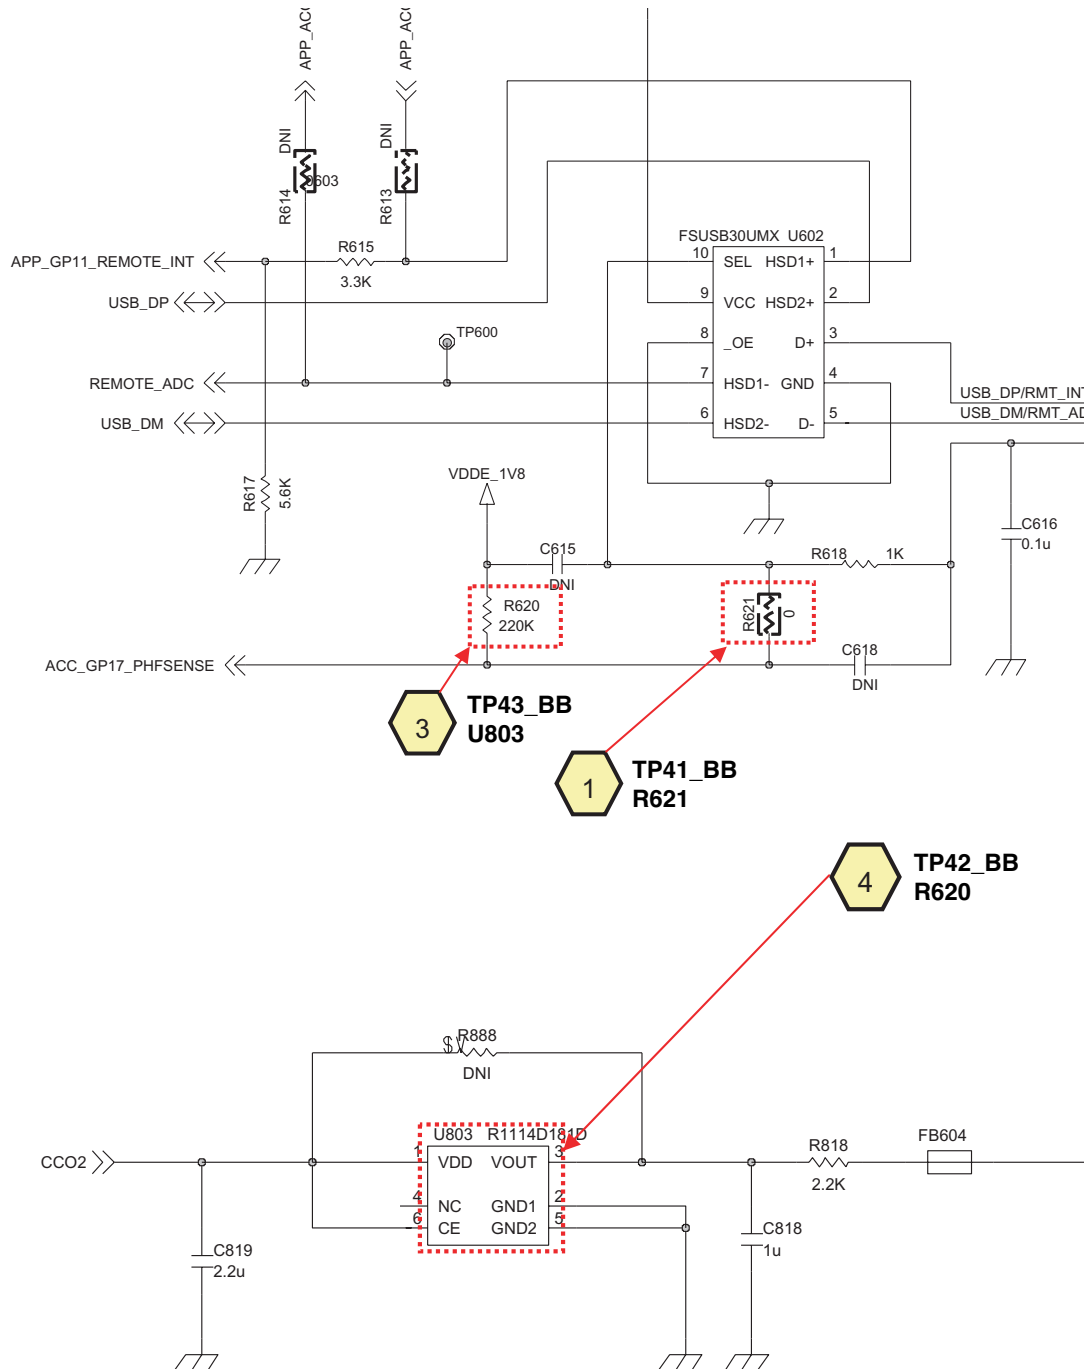 APP_AC
APP_AC
DNI
DNI
R614
0603
R613
FSUSB30UMX U602
APP_GP11_REMOTE_INT
R615
3.3K
10 SEL HSD1+ 1
USB_DP
9 VCC HSD2+ 2
TP600
8 _OE D+ 3
REMOTE_ADC
7 HSD1- GND 4
USB_DP/RMT_INT
USB_DM
6 HSD2- D- 5
USB_DM/RMT_AD
VDDE_1V8
R617
5.6K
C616
0.1u
C615
DNI
R618 1K
R620
220K
R621
0
ACC_GP17_PHFSENSE
C618
DNI
3
TP43_BB
U803
1
TP41_BB
R621
4
TP42_BB
R620
R888
DNI
U803 R1114D181D
CCO2
1 VDD VOUT 3
R818
2.2K
FB604
4 NC GND1 2
6 CE GND2 5
C819
2.2u
C818
1u